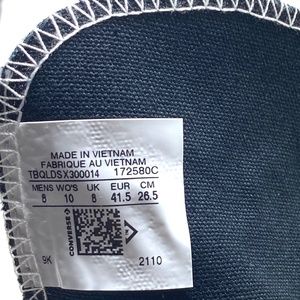 MADE IN VIETNAM
FABRIQUE AU VIETNAM
TBQLDSX300014 172580C
MENS WO'S UK EUR CM
8 10 8 41.5 26.5
CONVERSE
9K 2110